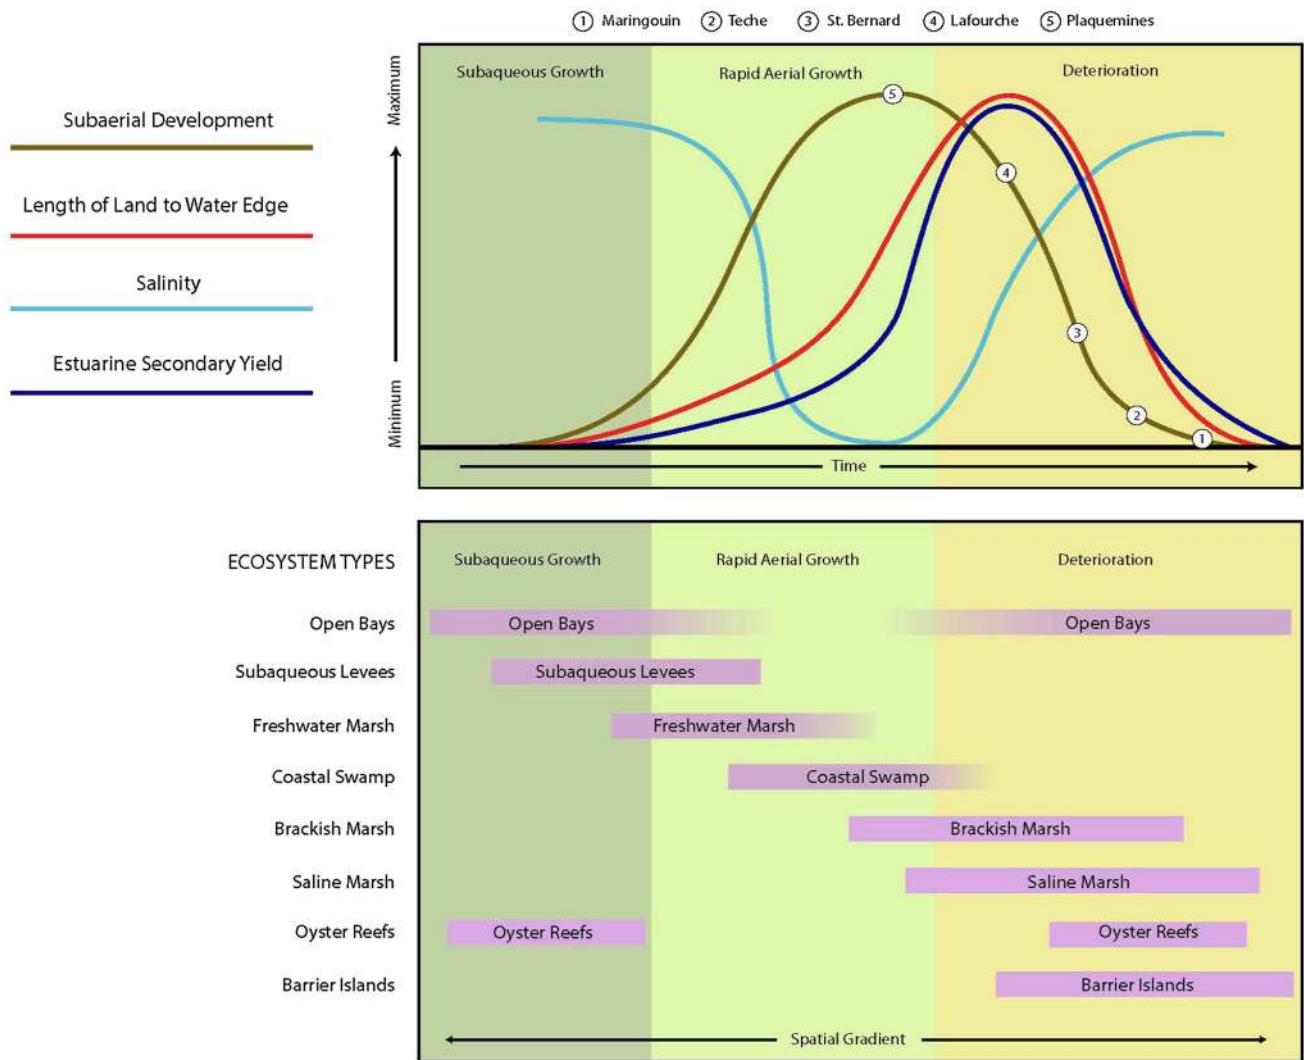 ① Maringouin ② Teche ③ St. Bernard ④ Lafourche ⑤ Plaquemines
Subaqueous Growth Rapid Aerial Growth Deterioration
Maximum
Minimum
Subaerial Development
Length of Land to Water Edge
Salinity
Estuarine Secondary Yield
5
4
3
2
1
Time
ECOSYSTEM TYPES Subaqueous Growth Rapid Aerial Growth Deterioration
Open Bays Open Bays Open Bays
Subaqueous Levees Subaqueous Levees
Freshwater Marsh Freshwater Marsh
Coastal Swamp Coastal Swamp
Brackish Marsh Brackish Marsh
Saline Marsh Saline Marsh
Oyster Reefs Oyster Reefs Oyster Reefs
Barrier Islands Barrier Islands
Spatial Gradient